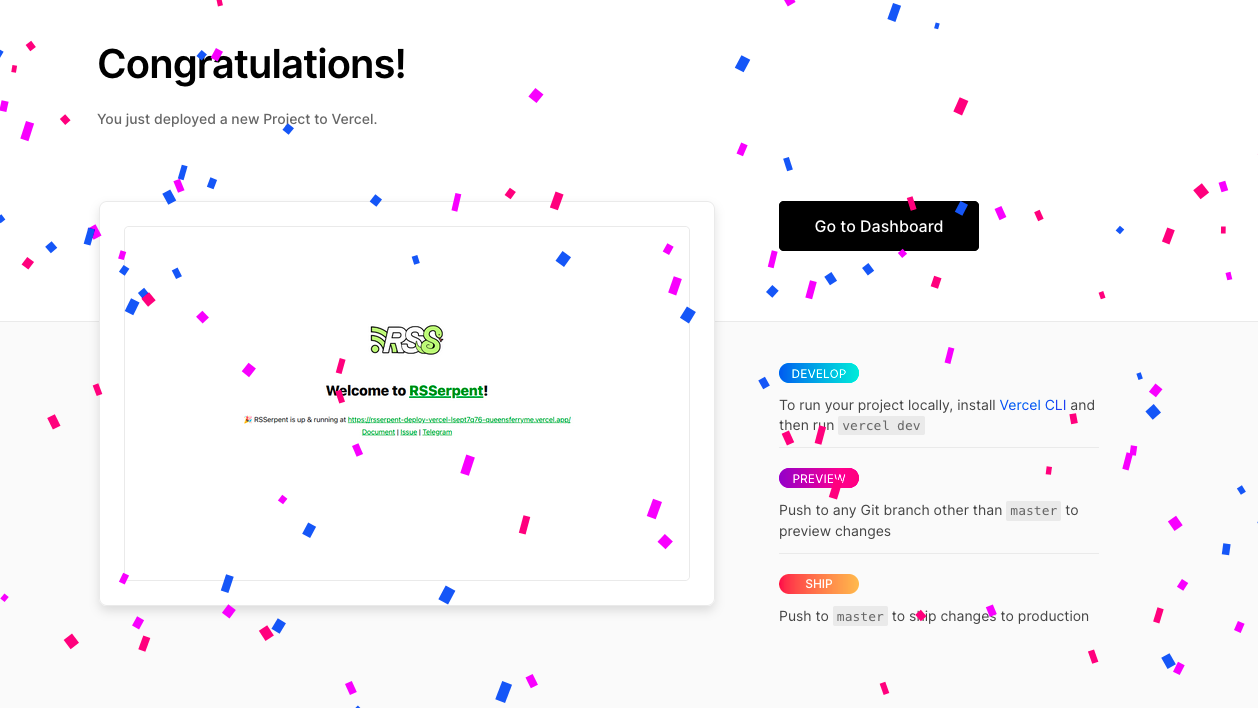 Congratulations!
You just deployed a new Project to Vercel.
Go to Dashboard
RSS
Welcome to RSSerpent!
🎉 RSSerpent is up & running at https://rsserpent-deploy-vercel-lsept7q76-queensferryme.vercel.app/
Document | Issue | Telegram
DEVELOP
To run your project locally, install Vercel CLI and
then run vercel dev
PREVIEW
Push to any Git branch other than master to
preview changes
SHIP
Push to master to ship changes to production